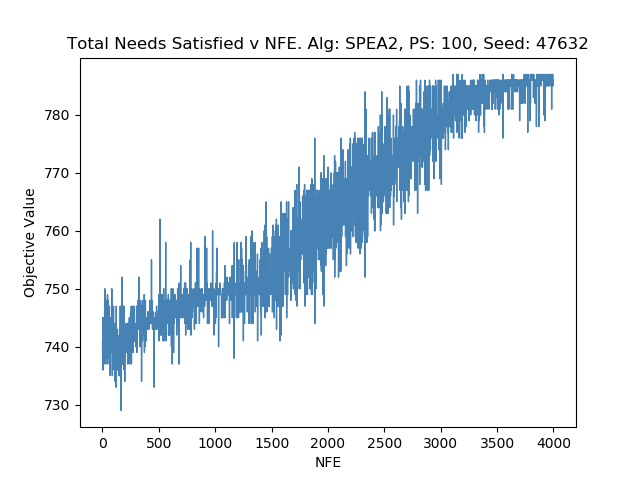 Total Needs Satisfied v NFE. Alg: SPEA2, PS: 100, Seed: 47632
Objective Value
780
770
760
750
740
730
0 500 1000 1500 2000 2500 3000 3500 4000
NFE